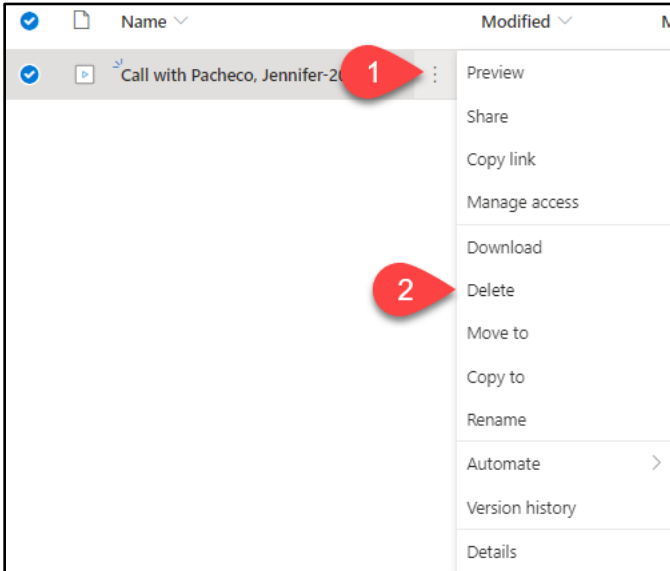 Name Modified M
Call with Pacheco, Jennifer-20
1
Preview
Share
Copy link
Manage access
Download
2
Delete
Move to
Copy to
Rename
Automate
Version history
Details